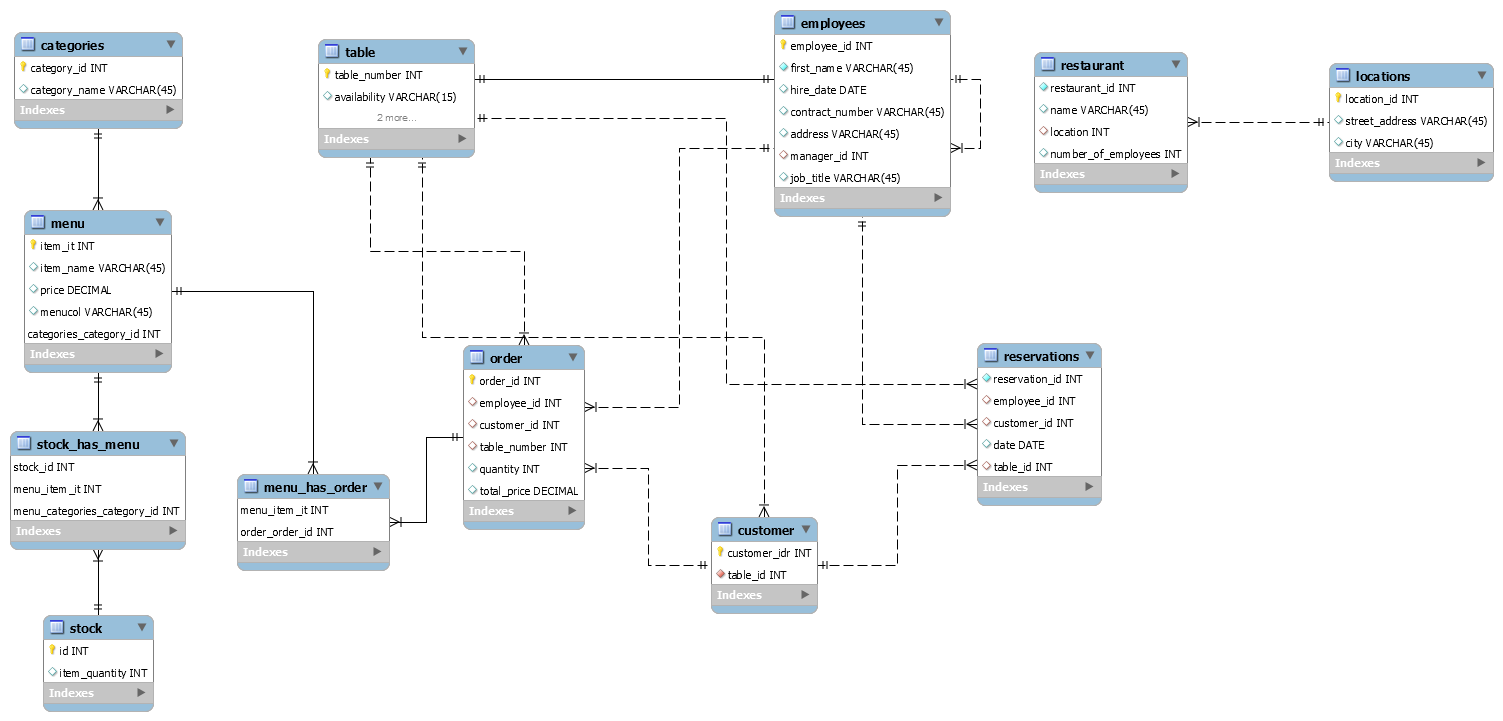 categories
category_id INT
category_name VARCHAR(45)
Indexes
table
table_number INT
availability VARCHAR(15)
2 more...
Indexes
employees
employee_id INT
first_name VARCHAR(45)
hire_date DATE
contract_number VARCHAR(45)
address VARCHAR(45)
manager_id INT
job_title VARCHAR(45)
Indexes
restaurant
restaurant_id INT
name VARCHAR(45)
location INT
number_of_employees INT
Indexes
locations
location_id INT
street_address VARCHAR(45)
city VARCHAR(45)
Indexes
menu
item_it INT
item_name VARCHAR(45)
price DECIMAL
menucol VARCHAR(45)
categories_category_id INT
Indexes
order
order_id INT
employee_id INT
customer_id INT
table_number INT
quantity INT
total_price DECIMAL
Indexes
reservations
reservation_id INT
employee_id INT
customer_id INT
date DATE
table_id INT
Indexes
stock_has_menu
stock_id INT
menu_item_it INT
menu_categories_category_id INT
Indexes
menu_has_order
menu_item_it INT
order_order_id INT
Indexes
customer
customer_idr INT
table_id INT
Indexes
stock
id INT
item_quantity INT
Indexes